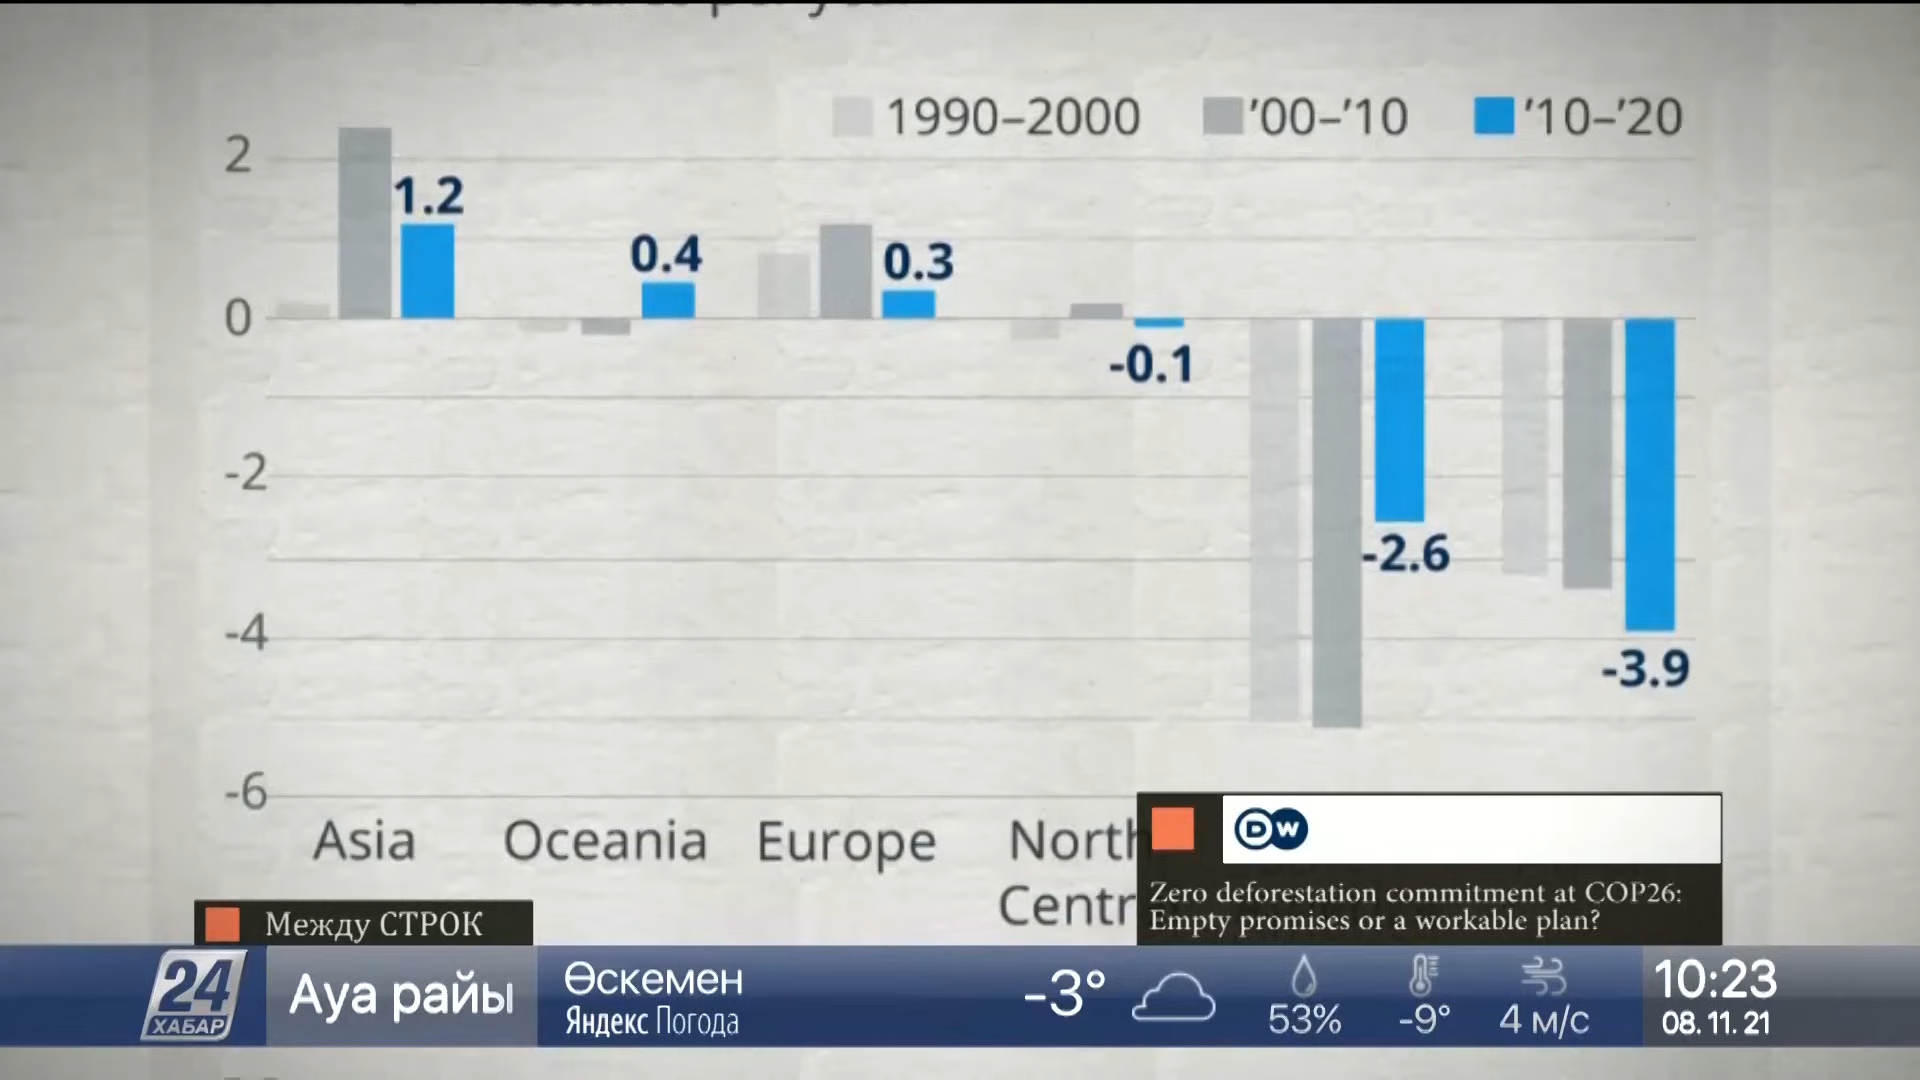 1990–2000 '00–'10 '10–'20
2
1.2
0.4
0.3
0
-0.1
-2
-2.6
-4
-3.9
-6
Asia Oceania Europe North
DW
Zero deforestation commitment at COP26:
Empty promises or a workable plan?
Между СТРОК
24
ХАБАР
Ауа райы
Өскемен
Яндекс Погода
-3°
53%
-9°
4 м/с
10:23
08.11.21